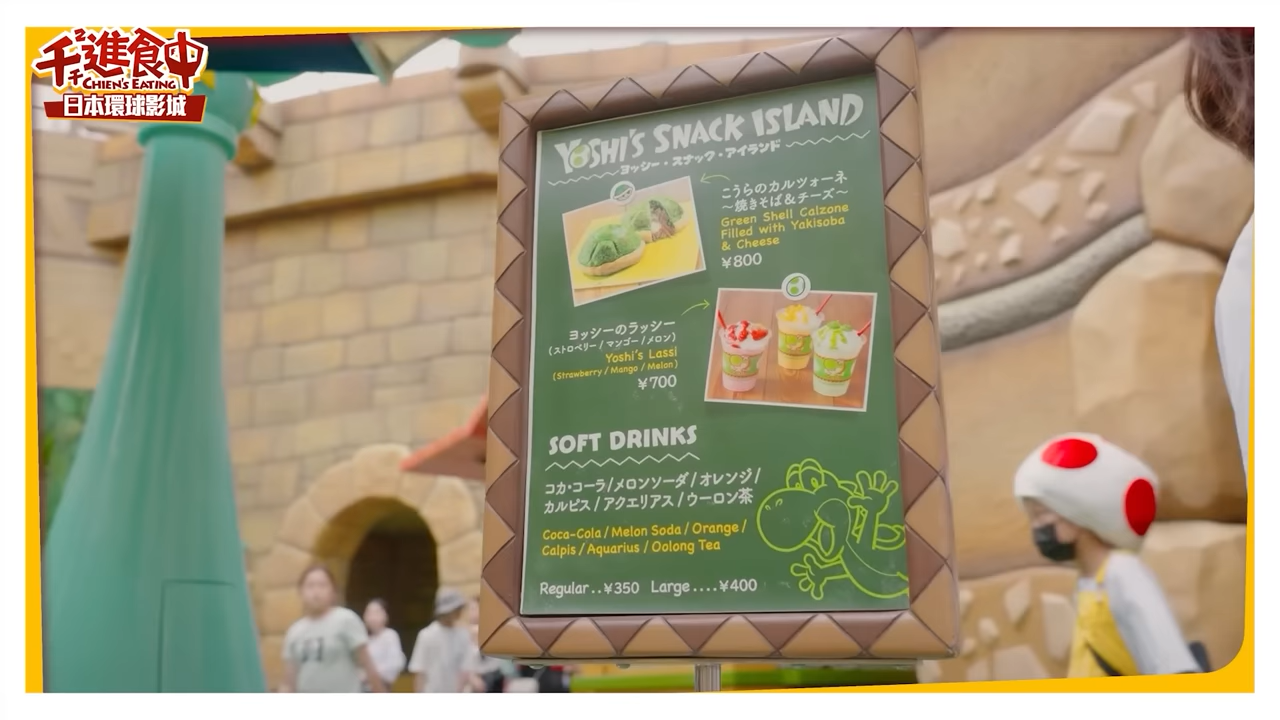 千千進食中
2
CHIEN'S EATING
日本環球影城
YOSHI'S SNACK ISLAND
ヨッシー・スナック・アイランド
こうらのカルツォーネ
～焼きそば＆チーズ～
Green Shell Calzone
Filled with Yakisoba
& Cheese
¥800
ヨッシーのラッシー
(ストロベリー/マンゴー/メロン)
Yoshi's Lassi
(Strawberry / Mango / Melon)
¥700
SOFT DRINKS
コカ・コーラ/メロンソーダ/オレンジ/
カルピス/アクエリアス/ウーロン茶
Coca-Cola / Melon Soda / Orange /
Calpis / Aquarius / Oolong Tea
Regular..¥350 Large....¥400